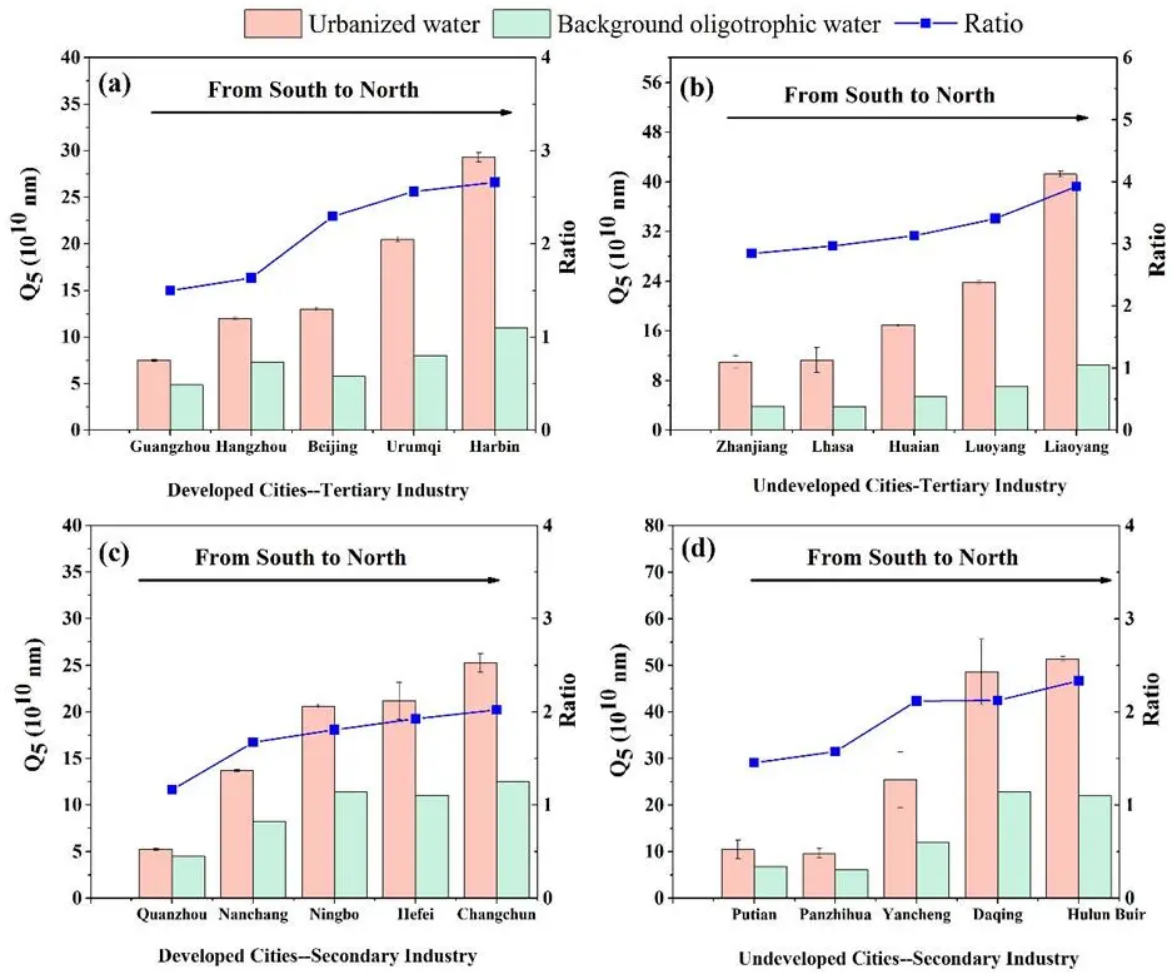 Urbanized water Background oligotrophic water Ratio
(a)
From South to North
40
35
30
25
20
15
10
5
0
Q5 (10^10 nm)
4
3
2
1
0
Ratio
Guangzhou Hangzhou Beijing Urumqi Harbin
Developed Cities--Tertiary Industry
(b)
From South to North
56
48
40
32
24
16
8
0
Q5 (10^10 nm)
6
5
4
3
2
1
0
Ratio
Zhanjiang Lhasa Huaian Luoyang Liaoyang
Undeveloped Cities-Tertiary Industry
(c)
From South to North
40
35
30
25
20
15
10
5
0
Q5 (10^10 nm)
4
3
2
1
0
Ratio
Quanzhou Nanchang Ningbo Hefei Changchun
Developed Cities--Secondary Industry
(d)
From South to North
80
70
60
50
40
30
20
10
0
Q5 (10^10 nm)
4
3
2
1
0
Ratio
Putian Panzhihua Yancheng Daqing Hulun Buir
Undeveloped Cities--Secondary Industry